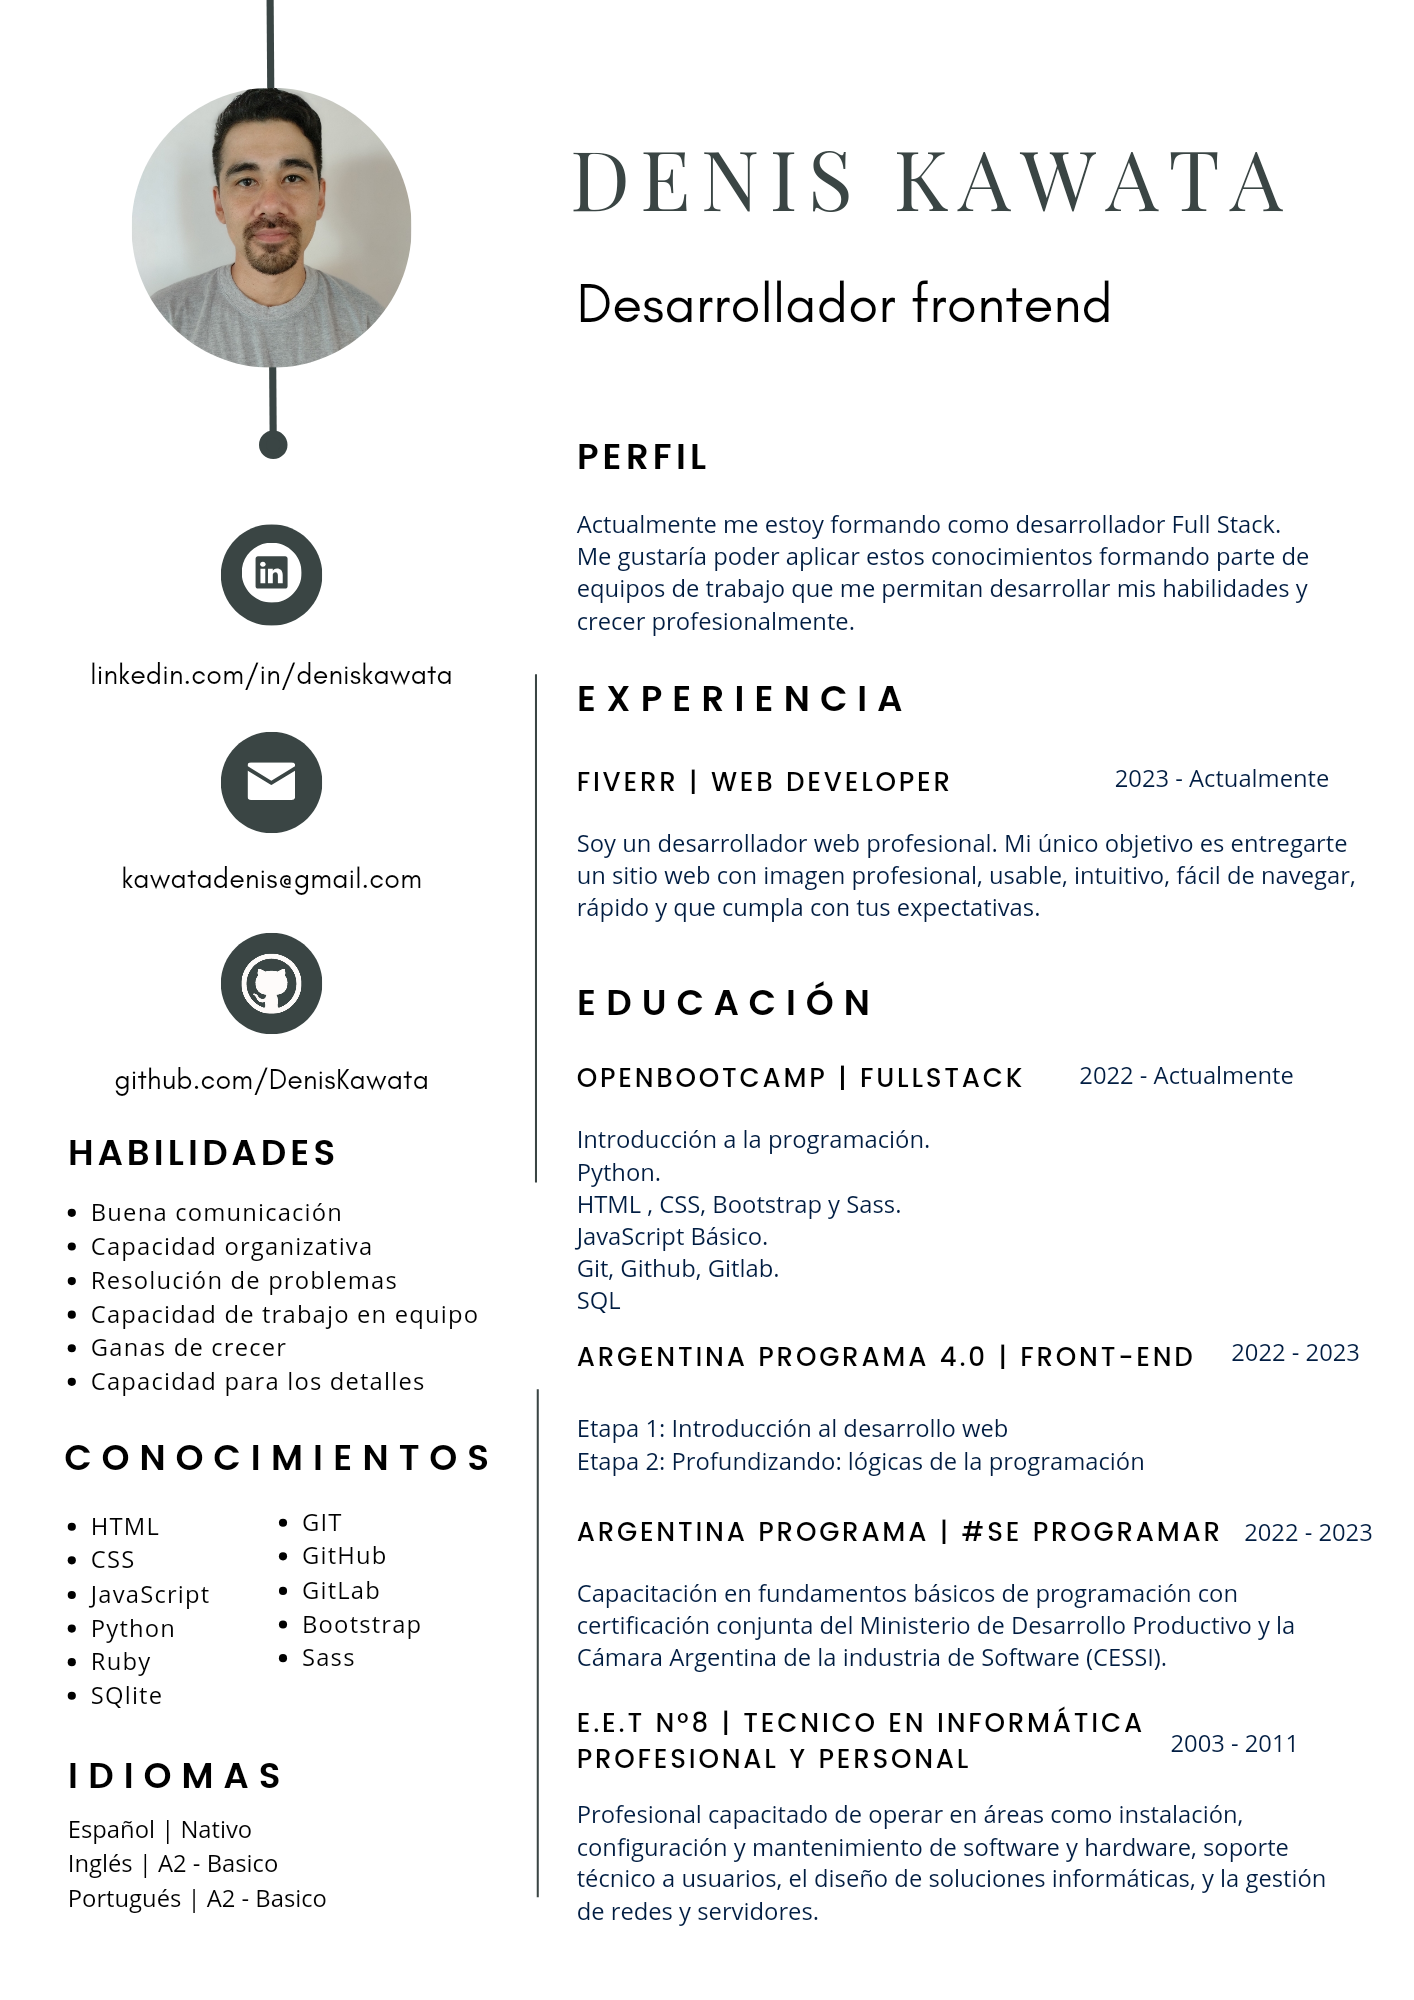 DENIS KAWATA
Desarrollador frontend
linkedin.com/in/deniskawata
kawatadenis@gmail.com
github.com/DenisKawata
HABILIDADES
Buena comunicación
Capacidad organizativa
Resolución de problemas
Capacidad de trabajo en equipo
Ganas de crecer
Capacidad para los detalles
CONOCIMIENTOS
HTML
CSS
JavaScript
Python
Ruby
SQlite
GIT
GitHub
GitLab
Bootstrap
Sass
IDIOMAS
Español | Nativo
Inglés | A2 - Basico
Portugués | A2 - Basico
PERFIL
Actualmente me estoy formando como desarrollador Full Stack.
Me gustaría poder aplicar estos conocimientos formando parte de
equipos de trabajo que me permitan desarrollar mis habilidades y
crecer profesionalmente.
EXPERIENCIA
FIVERR | WEB DEVELOPER 2023 - Actualmente
Soy un desarrollador web profesional. Mi único objetivo es entregarte
un sitio web con imagen profesional, usable, intuitivo, fácil de navegar,
rápido y que cumpla con tus expectativas.
EDUCACIÓN
OPENBOOTCAMP | FULLSTACK 2022 - Actualmente
Introducción a la programación.
Python.
HTML , CSS, Bootstrap y Sass.
JavaScript Básico.
Git, Github, Gitlab.
SQL
ARGENTINA PROGRAMA 4.0 | FRONT-END 2022 - 2023
Etapa 1: Introducción al desarrollo web
Etapa 2: Profundizando: lógicas de la programación
ARGENTINA PROGRAMA | #SE PROGRAMAR 2022 - 2023
Capacitación en fundamentos básicos de programación con
certificación conjunta del Ministerio de Desarrollo Productivo y la
Cámara Argentina de la industria de Software (CESSI).
E.E.T Nº8 | TECNICO EN INFORMÁTICA
PROFESIONAL Y PERSONAL 2003 - 2011
Profesional capacitado de operar en áreas como instalación,
configuración y mantenimiento de software y hardware, soporte
técnico a usuarios, el diseño de soluciones informáticas, y la gestión
de redes y servidores.